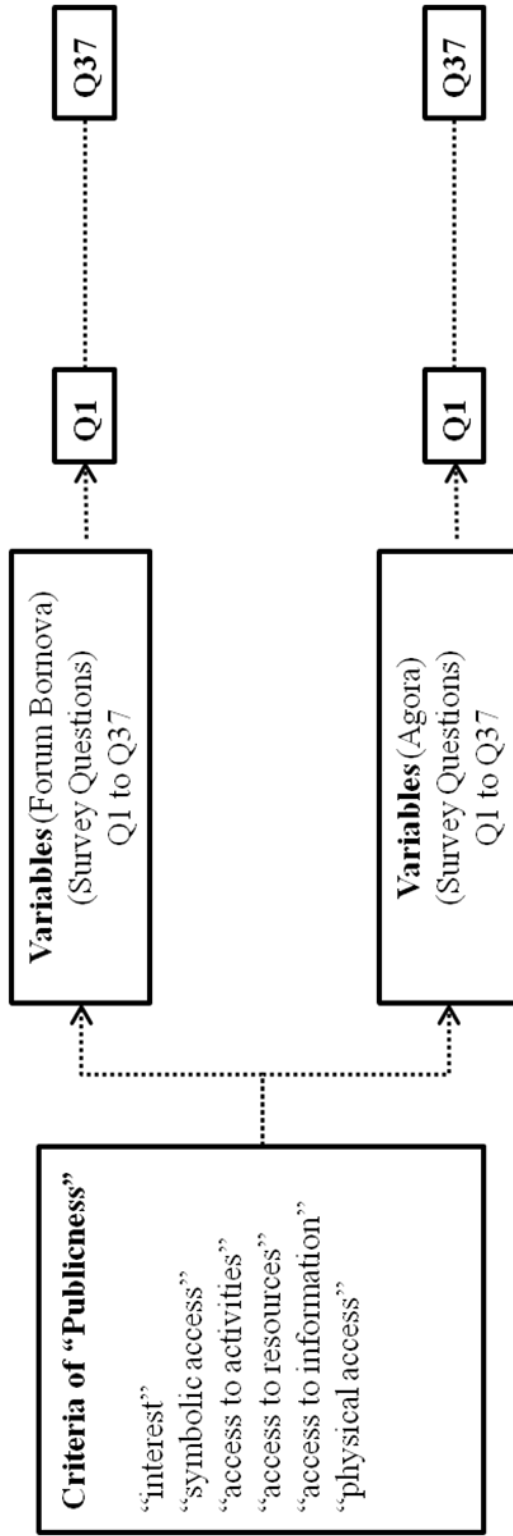 Criteria of “Publicness”
“interest”
“symbolic access”
“access to activities”
“access to resources”
“access to information”
“physical access”
Variables (Forum Bornova)
(Survey Questions)
Q1 to Q37
Q1
Q37
Variables (Agora)
(Survey Questions)
Q1 to Q37
Q1
Q37